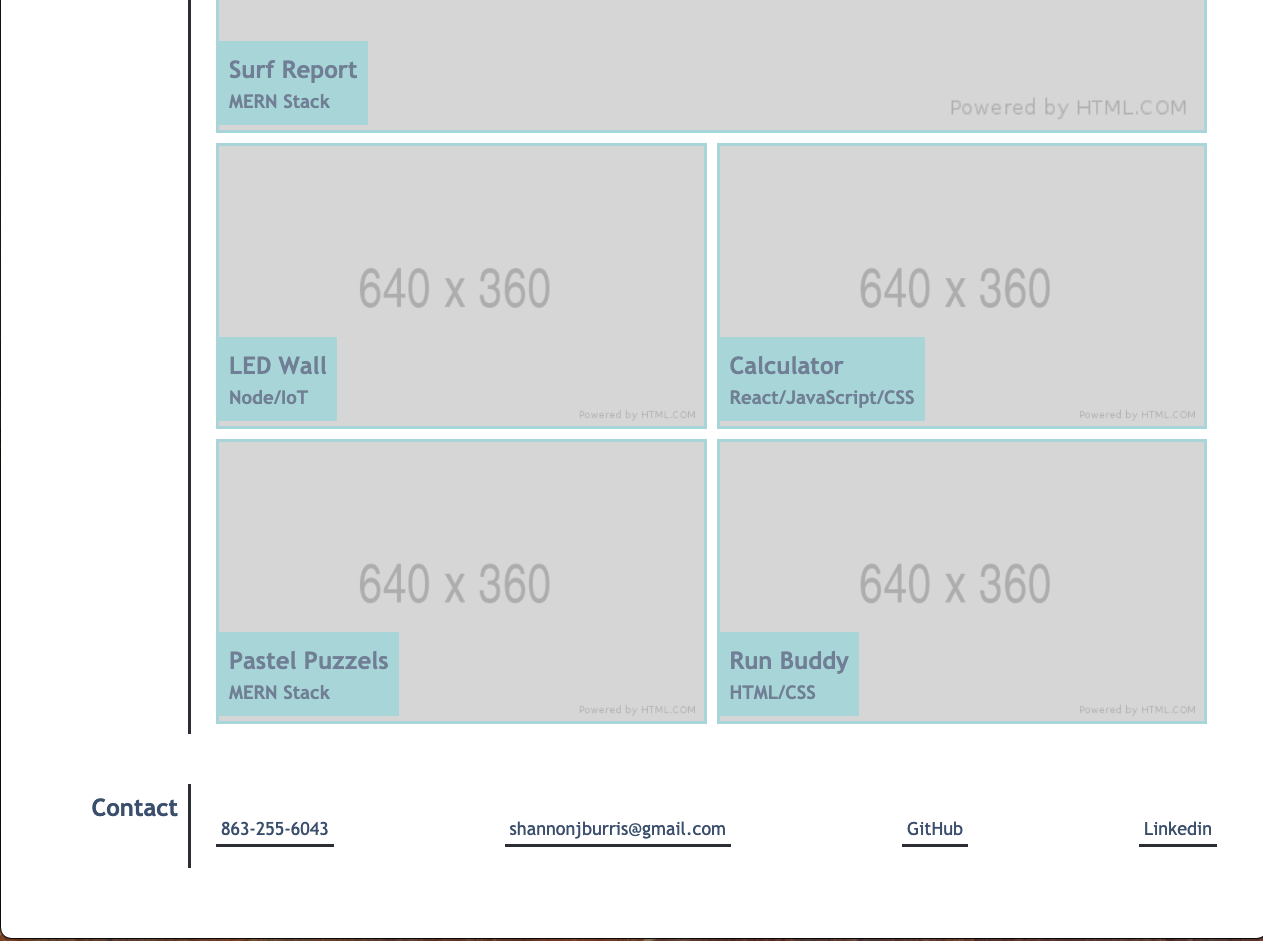 Surf Report
MERN Stack
Powered by HTML.COM
640 x 360
LED Wall
Node/IoT
Powered by HTML.COM
640 x 360
Calculator
React/JavaScript/CSS
Powered by HTML.COM
640 x 360
Pastel Puzzels
MERN Stack
Powered by HTML.COM
640 x 360
Run Buddy
HTML/CSS
Powered by HTML.COM
Contact
863-255-6043
shannonjburris@gmail.com
GitHub
Linkedin